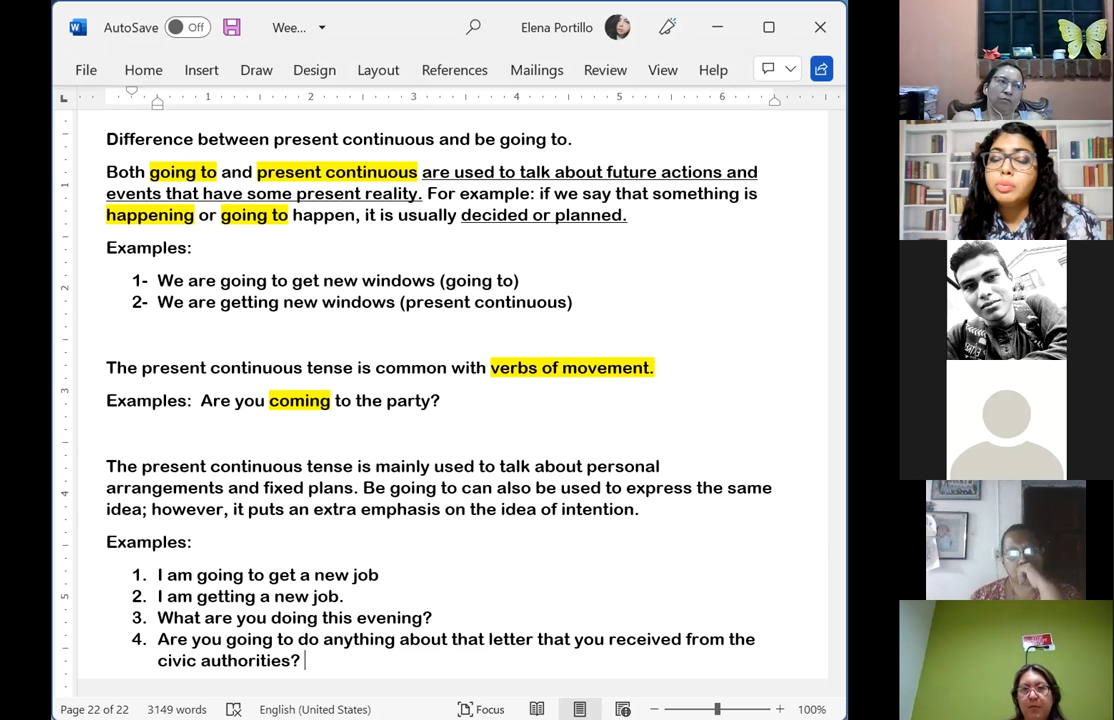 AutoSave Off Wee... Elena Portillo
File Home Insert Draw Design Layout References Mailings Review View Help
1 2 3 4 5 6
Difference between present continuous and be going to.
Both going to and present continuous are used to talk about future actions and
events that have some present reality. For example: if we say that something is
happening or going to happen, it is usually decided or planned.
Examples:
1- We are going to get new windows (going to)
2- We are getting new windows (present continuous)
The present continuous tense is common with verbs of movement.
Examples: Are you coming to the party?
The present continuous tense is mainly used to talk about personal
arrangements and fixed plans. Be going to can also be used to express the same
idea; however, it puts an extra emphasis on the idea of intention.
Examples:
1. I am going to get a new job
2. I am getting a new job.
3. What are you doing this evening?
4. Are you going to do anything about that letter that you received from the
civic authorities?
Page 22 of 22 3149 words English (United States) Focus 100%